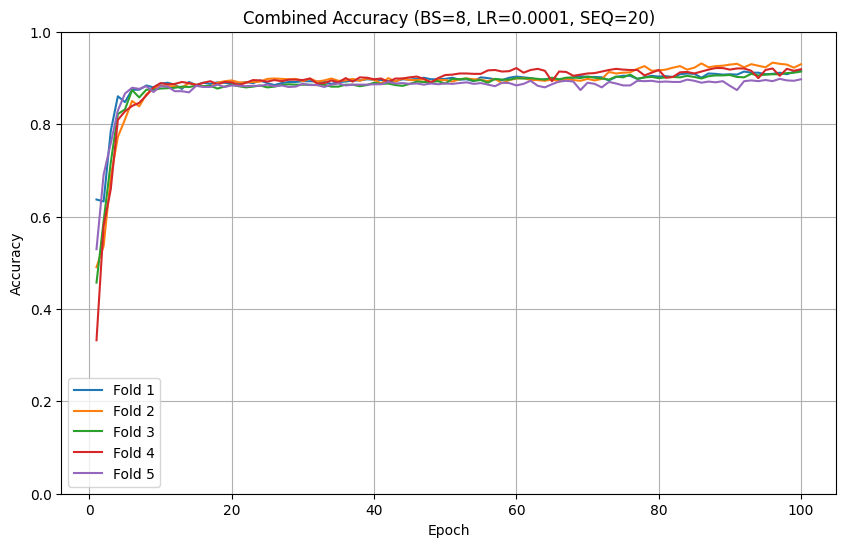 Combined Accuracy (BS=8, LR=0.0001, SEQ=20)
1.0
0.8
0.6
0.4
0.2
0.0
Accuracy
Fold 1
Fold 2
Fold 3
Fold 4
Fold 5
0 20 40 60 80 100
Epoch